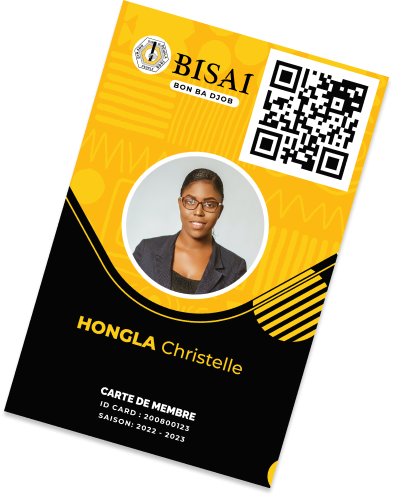 BISAI
BON BA DJOB
HONGLA Christelle
CARTE DE MEMBRE
ID CARD : 200800123
SAISON: 2022 - 2023